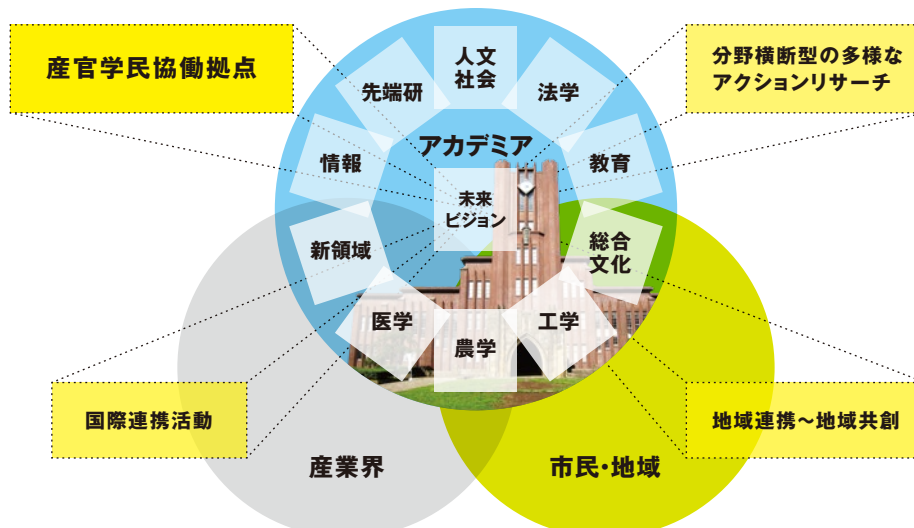 産官学民協働拠点
分野横断型の多様な
アクションリサーチ
人文
社会
先端研
法学
アカデミア
情報
教育
未来
ビジョン
新領域
総合
文化
医学
農学
工学
国際連携活動
地域連携～地域共創
産業界
市民・地域